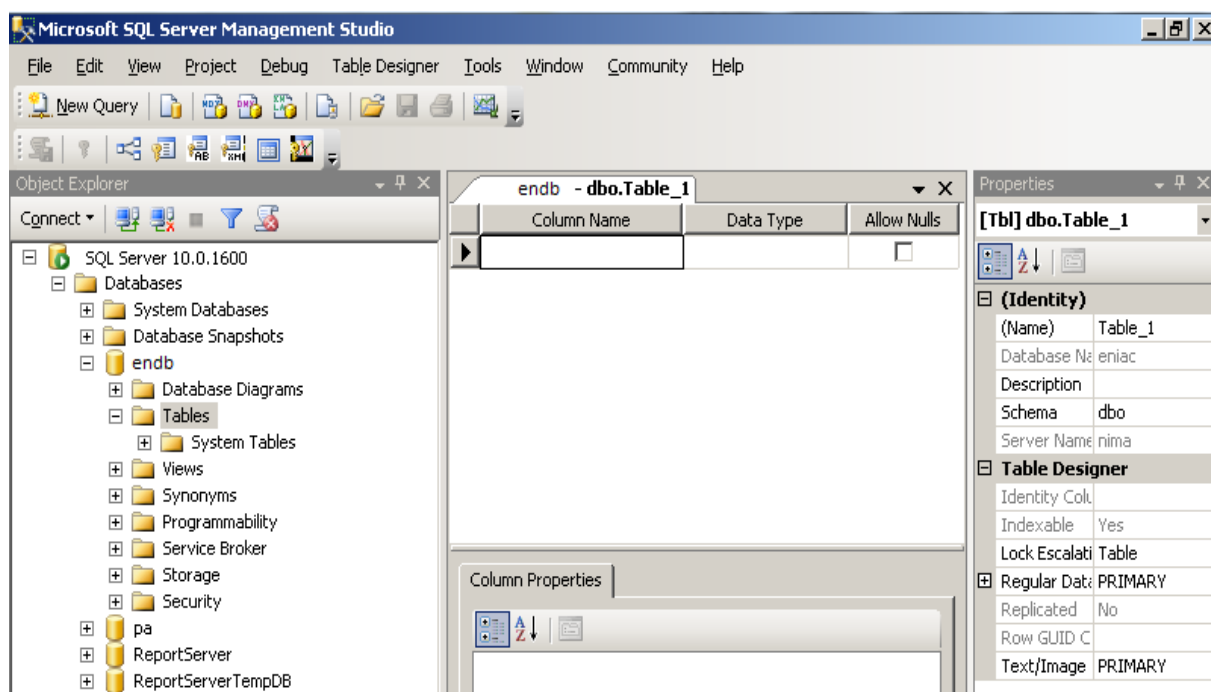 Microsoft SQL Server Management Studio
File Edit View Project Debug Table Designer Tools Window Community Help
New Query
Object Explorer
Connect
SQL Server 10.0.1600
Databases
System Databases
Database Snapshots
endb
Database Diagrams
Tables
System Tables
Views
Synonyms
Programmability
Service Broker
Storage
Security
pa
ReportServer
ReportServerTempDB
endb - dbo.Table_1
Column Name Data Type Allow Nulls
Column Properties
Properties
[Tbl] dbo.Table_1
(Identity)
(Name) Table_1
Database Na eniac
Description
Schema dbo
Server Name nima
Table Designer
Identity Colu
Indexable Yes
Lock Escalati Table
Regular Data PRIMARY
Replicated No
Row GUID C
Text/Image PRIMARY